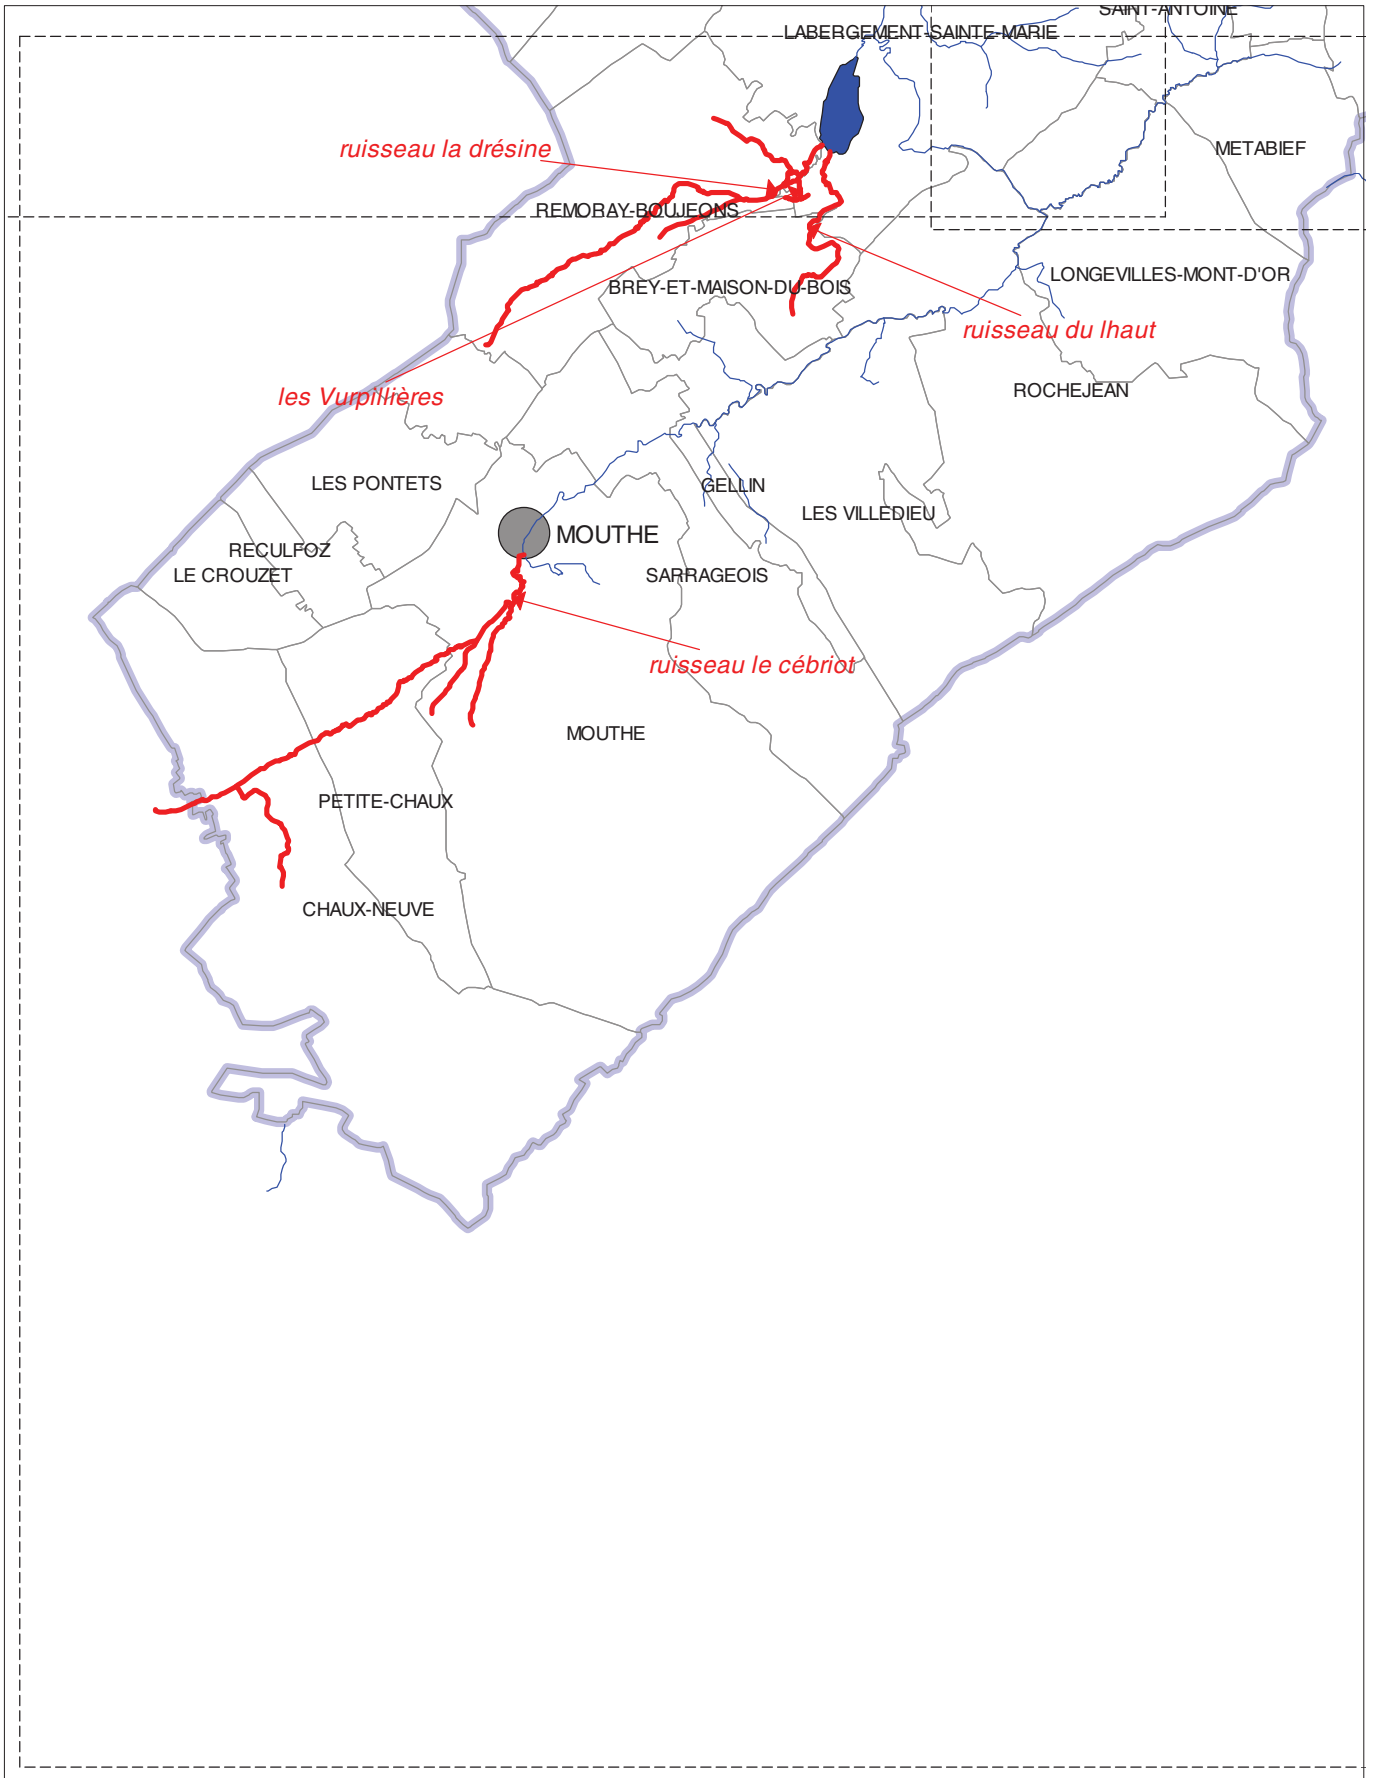 SAINT-ANTOINE
LABERGEMENT-SAINTE-MARIE
ruisseau la drésine
METABIEF
REMORAY-BOUJEONS
LONGEVILLES-MONT-D'OR
BREY-ET-MAISON-DU-BOIS
ruisseau du lhaut
ROCHEJEAN
les Vurpillières
LES PONTETS
GELLIN
LES VILLEDIEU
MOUTHE
RECULFOZ
LE CROUZET
SARRAGEOIS
ruisseau le cébriot
MOUTHE
PETITE-CHAUX
CHAUX-NEUVE